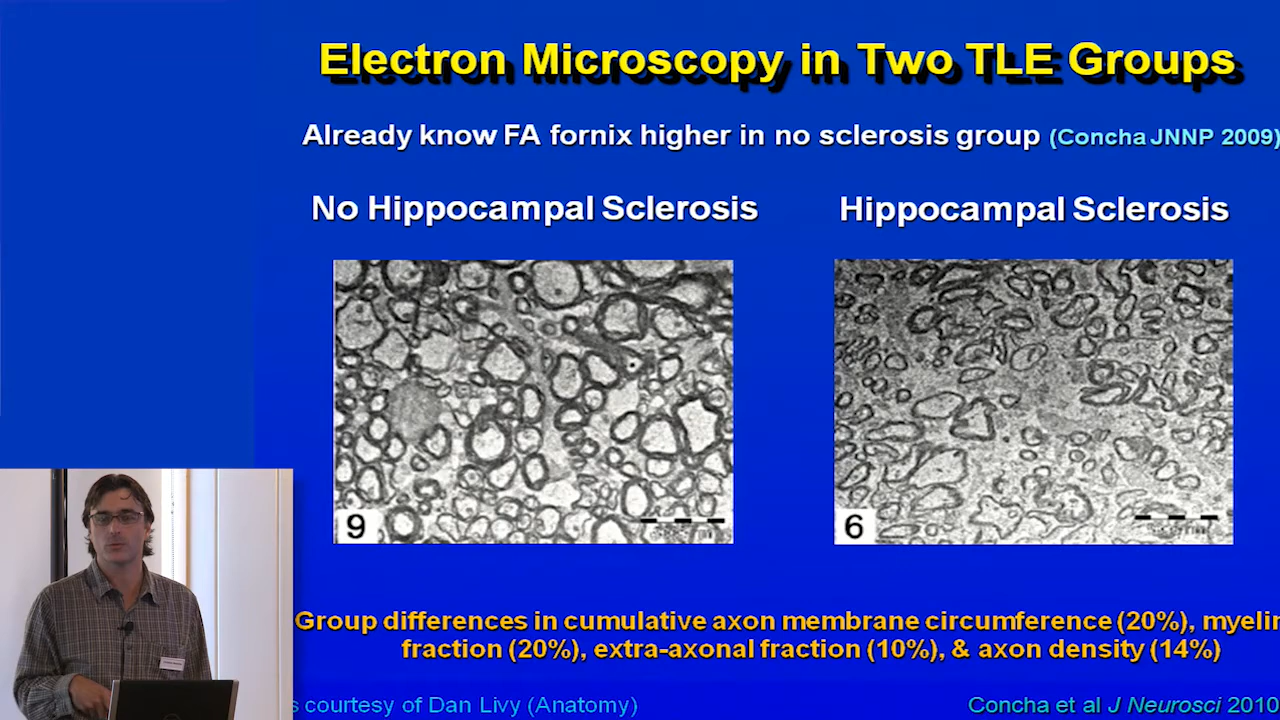 Electron Microscopy in Two TLE Groups
Already know FA fornix higher in no sclerosis group (Concha JNNP 2009)
No Hippocampal Sclerosis
Hippocampal Sclerosis
9
6
Group differences in cumulative axon membrane circumference (20%), myelin
fraction (20%), extra-axonal fraction (10%), & axon density (14%)
s courtesy of Dan Livy (Anatomy)
Concha et al J Neurosci 2010